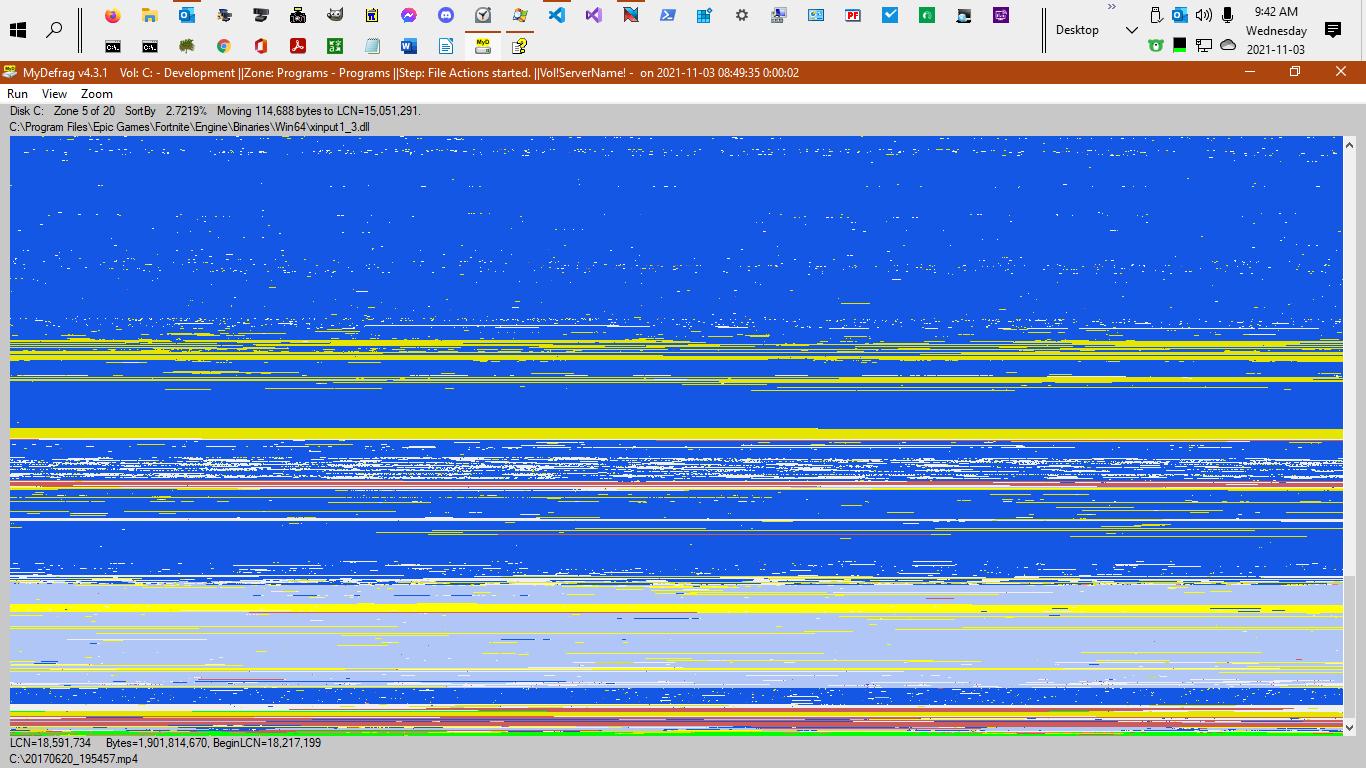 9:42 AM
Desktop
Wednesday
2021-11-03
MyDefrag v4.3.1 Vol: C: - Development ||Zone: Programs - Programs ||Step: File Actions started. ||Vol!ServerName! - on 2021-11-03 08:49:35 0:00:02
Run View Zoom
Disk C: Zone 5 of 20 SortBy 2.7219% Moving 114,688 bytes to LCN=15,051,291.
C:\Program Files\Epic Games\Fortnite\Engine\Binaries\Win64\xinput1_3.dll
LCN=18,591,734 Bytes=1,901,814,670, BeginLCN=18,217,199
C:\20170620_195457.mp4